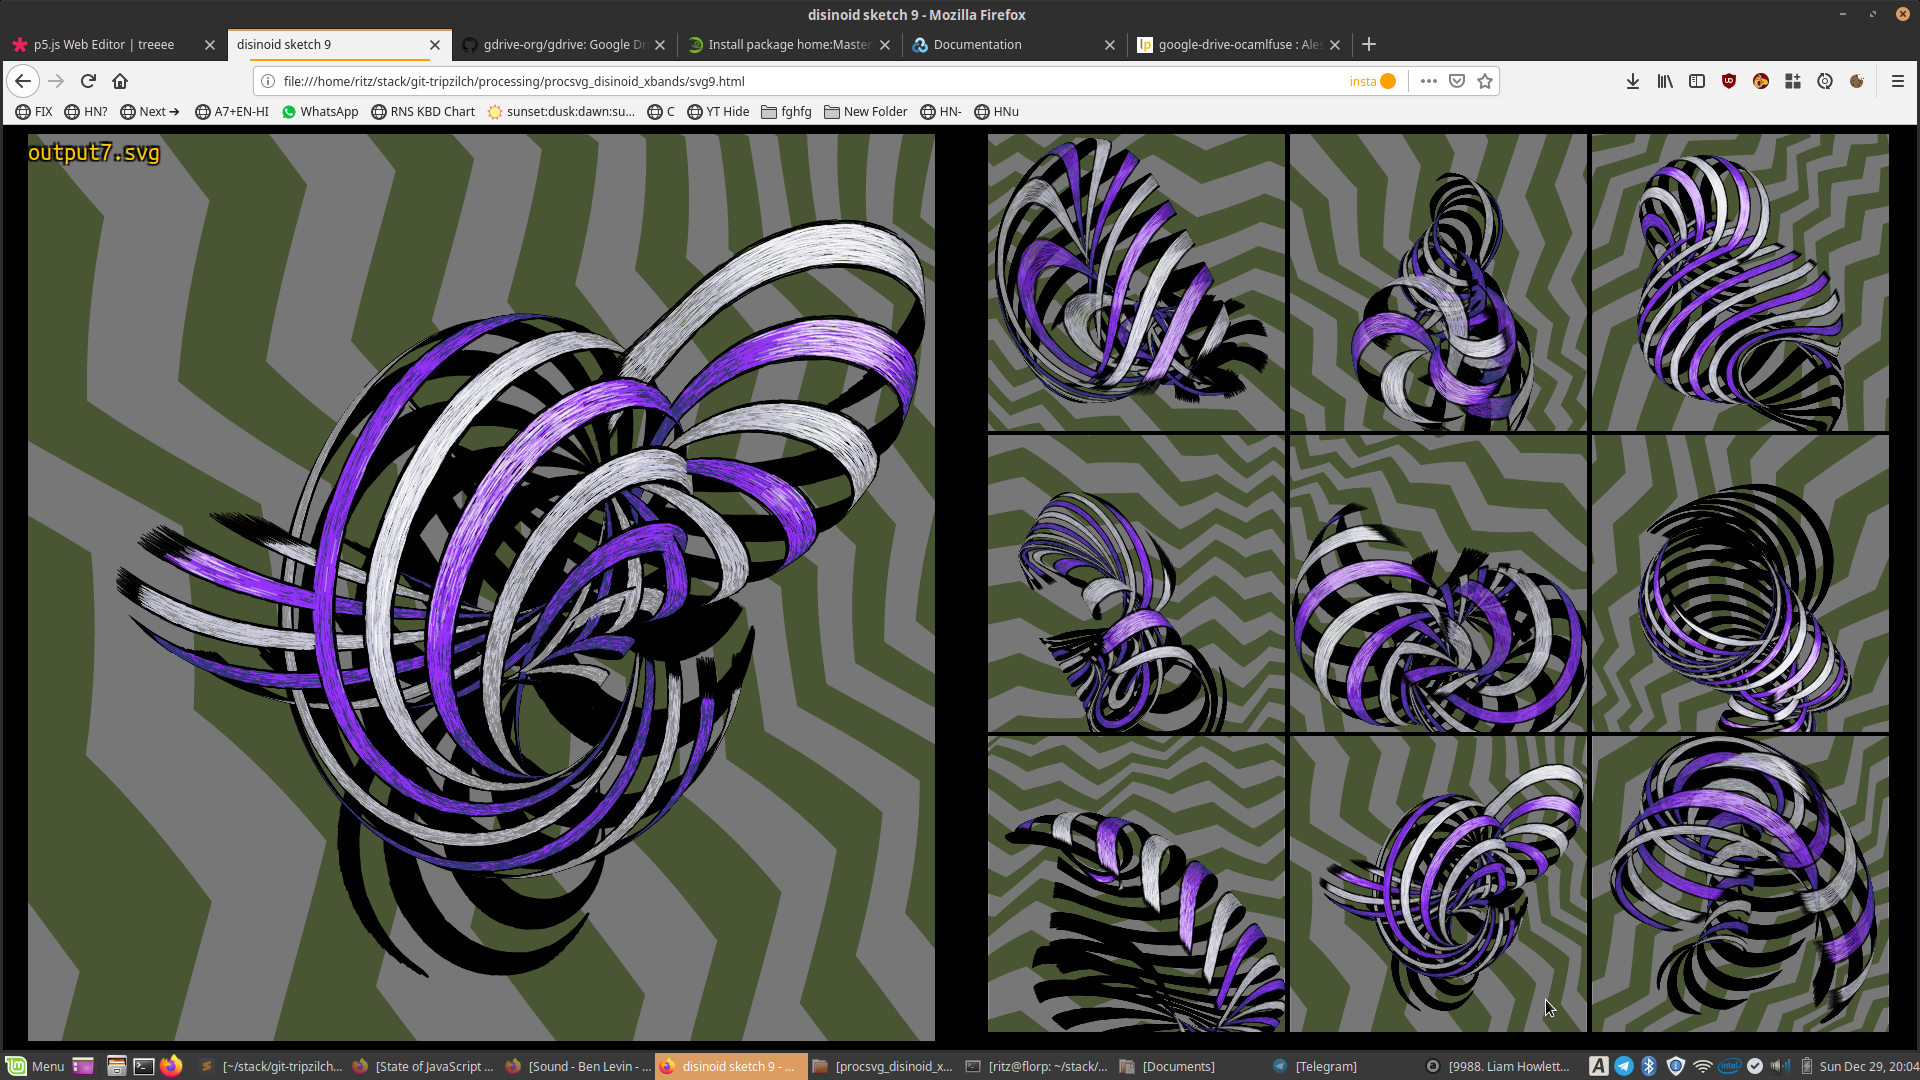 disinoid sketch 9 - Mozilla Firefox
p5.js Web Editor | treeee
disinoid sketch 9
gdrive-org/gdrive: Google Dr
Install package home:Master
Documentation
google-drive-ocamlfuse : Ales
file:///home/ritz/stack/git-tripzilch/processing/procsvg_disinoid_xbands/svg9.html
insta
FIX
HN?
Next →
A7+EN-HI
WhatsApp
RNS KBD Chart
sunset:dusk:dawn:su...
C
YT Hide
fghfg
New Folder
HN-
HNu
output7.svg
Menu
[~/stack/git-tripzilch...
[State of JavaScript ...
[Sound - Ben Levin - ...
disinoid sketch 9 - ...
[procsvg_disinoid_x...
[ritz@florp: ~/stack/...
[Documents]
[Telegram]
[9988. Liam Howlett...
A
Sun Dec 29, 20:04